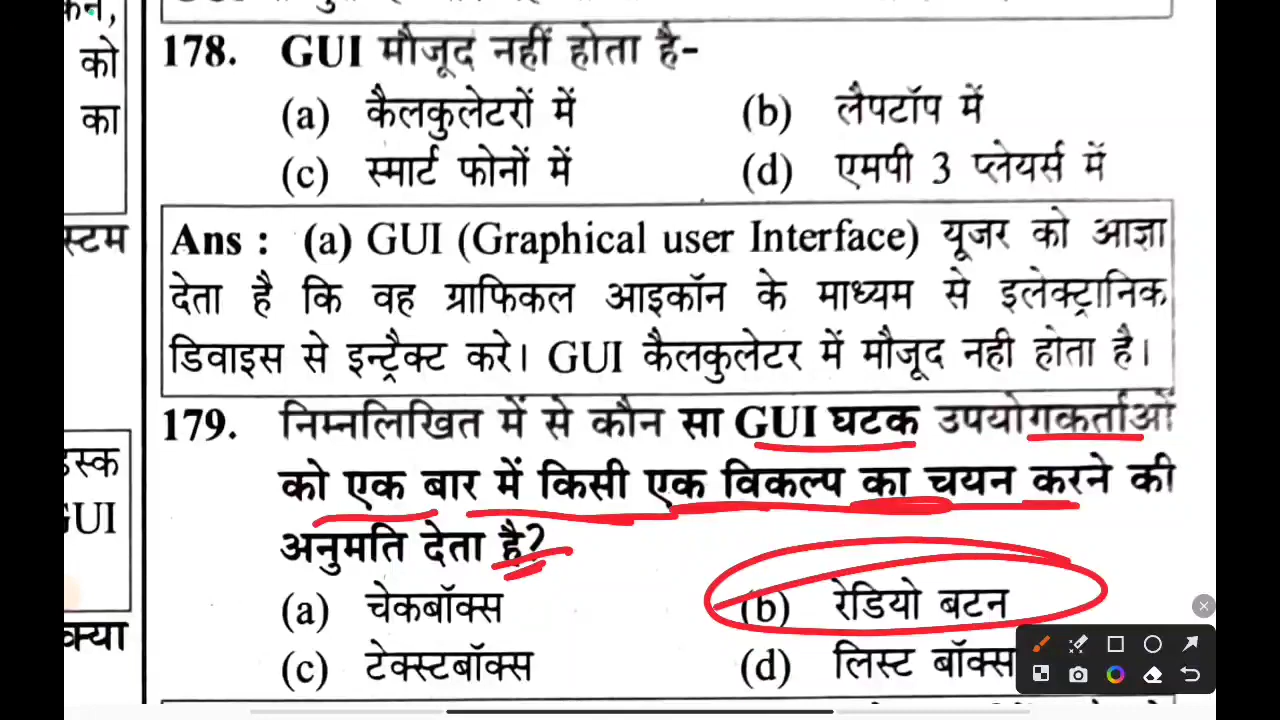 178. GUI मौजूद नहीं होता है-
(a) कैलकुलेटरों में (b) लैपटॉप में
(c) स्मार्ट फोनों में (d) एमपी 3 प्लेयर्स में
Ans : (a) GUI (Graphical user Interface) यूजर को आज्ञा
देता है कि वह ग्राफिकल आइकॉन के माध्यम से इलेक्ट्रानिक
डिवाइस से इन्ट्रैक्ट करे। GUI कैलकुलेटर में मौजूद नही होता है।
179. निम्नलिखित में से कौन सा GUI घटक उपयोगकर्ताओं
को एक बार में किसी एक विकल्प का चयन करने की
अनुमति देता है?
(a) चेकबॉक्स (b) रेडियो बटन
(c) टेक्स्टबॉक्स (d) लिस्ट बॉक्स
को
का
GUI
क्या